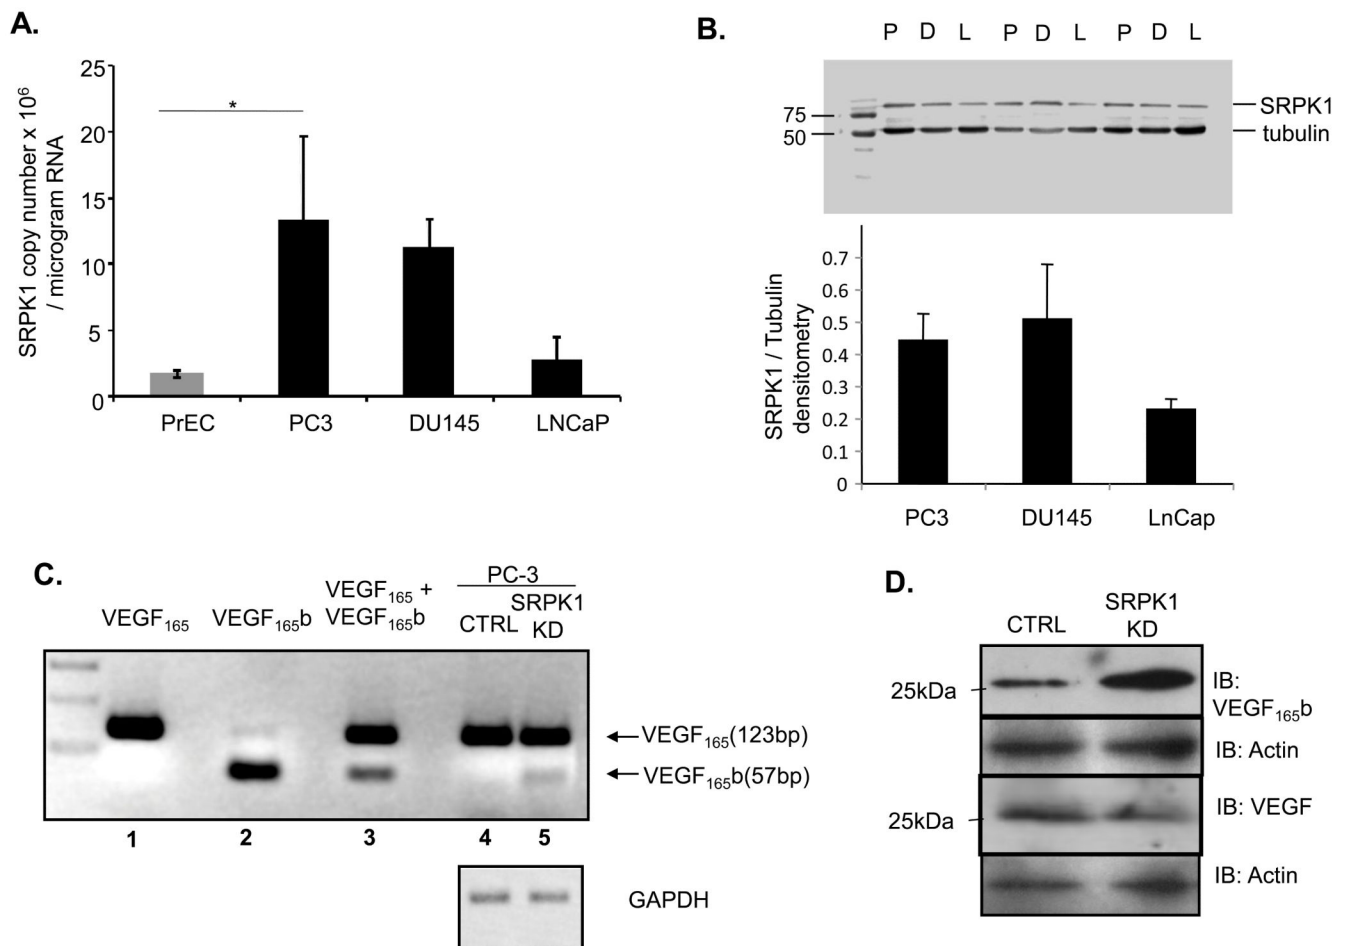 A.
25
20
15
10
5
0
SRPK1 copy number x 10⁶
/ microgram RNA
*
PrEC
PC3
DU145
LNCaP
B.
P D L P D L P D L
75
50
SRPK1
tubulin
0.7
0.6
0.5
0.4
0.3
0.2
0.1
0
SRPK1 / Tubulin
densitometry
PC3
DU145
LnCap
C.
VEGF₁₆₅
VEGF₁₆₅b
VEGF₁₆₅ +
VEGF₁₆₅b
PC-3
CTRL
SRPK1
KD
VEGF₁₆₅(123bp)
VEGF₁₆₅b(57bp)
1 2 3 4 5
GAPDH
D.
CTRL
SRPK1
KD
25kDa
IB:
VEGF₁₆₅b
IB: Actin
25kDa
IB: VEGF
IB: Actin